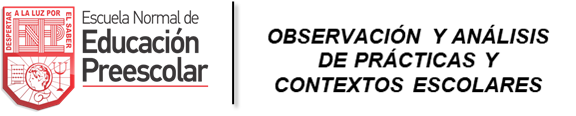 DESPERTAR A LA LUZ POR EL SABER
Escuela Normal de
Educación
Preescolar
OBSERVACIÓN Y ANÁLISIS
DE PRÁCTICAS Y
CONTEXTOS ESCOLARES